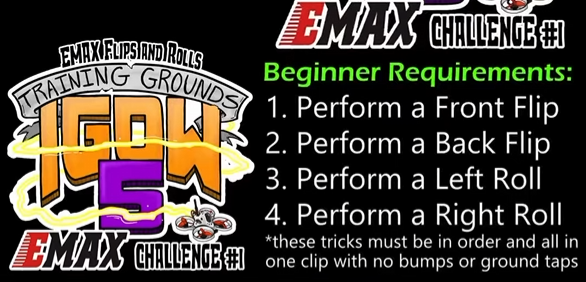 EMAX FLIPS AND ROLLS
TRAINING GROUNDS
IGOW
5
EMAX CHALLENGE #1
EMAX CHALLENGE #1
Beginner Requirements:
1. Perform a Front Flip
2. Perform a Back Flip
3. Perform a Left Roll
4. Perform a Right Roll
*these tricks must be in order and all in
one clip with no bumps or ground taps